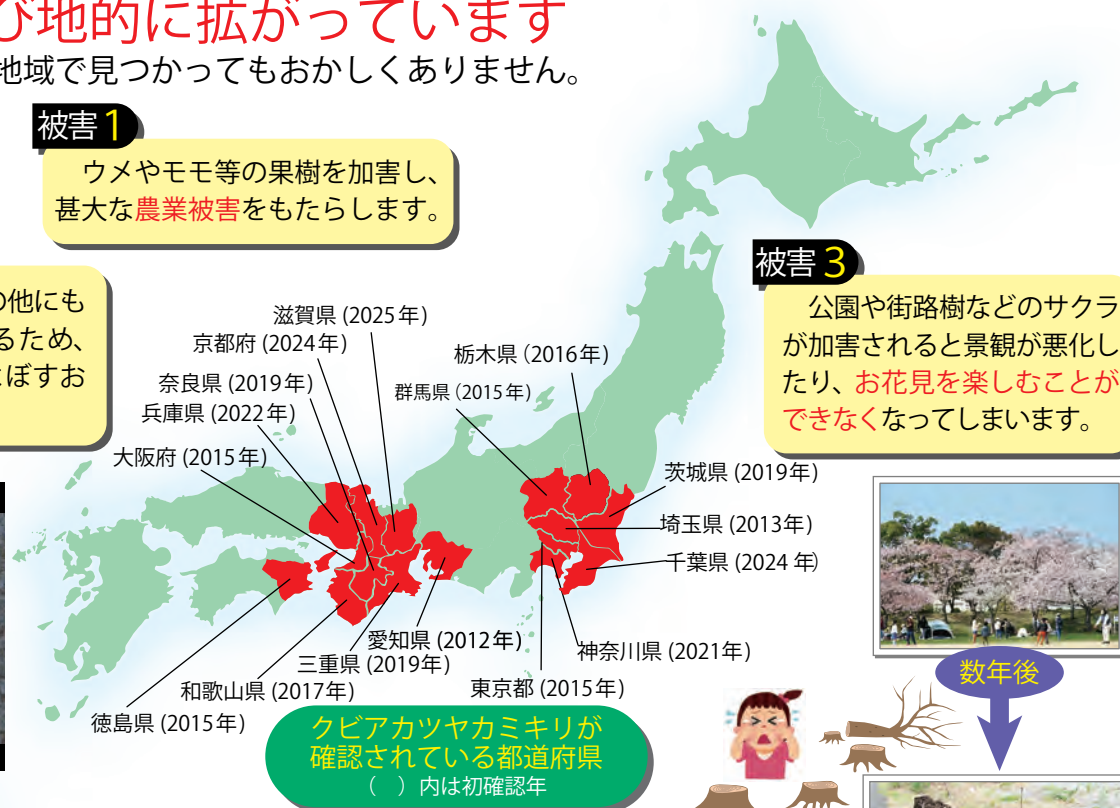 び地的に拡がっています
地域で見つかってもおかしくありません。
被害1
ウメやモモ等の果樹を加害し、
甚大な農業被害をもたらします。
の他にも
るため、
ぼすお
被害3
公園や街路樹などのサクラ
が加害されると景観が悪化し
たり、お花見を楽しむことが
できなくなってしまいます。
滋賀県(2025年)
京都府(2024年)
奈良県(2019年)
兵庫県(2022年)
大阪府(2015年)
栃木県(2016年)
群馬県(2015年)
茨城県(2019年)
埼玉県(2013年)
千葉県(2024 年)
神奈川県(2021年)
東京都(2015年)
愛知県(2012年)
三重県(2019年)
和歌山県(2017年)
徳島県(2015年)
クビアカツヤカミキリが
確認されている都道府県
（　）内は初確認年
数年後